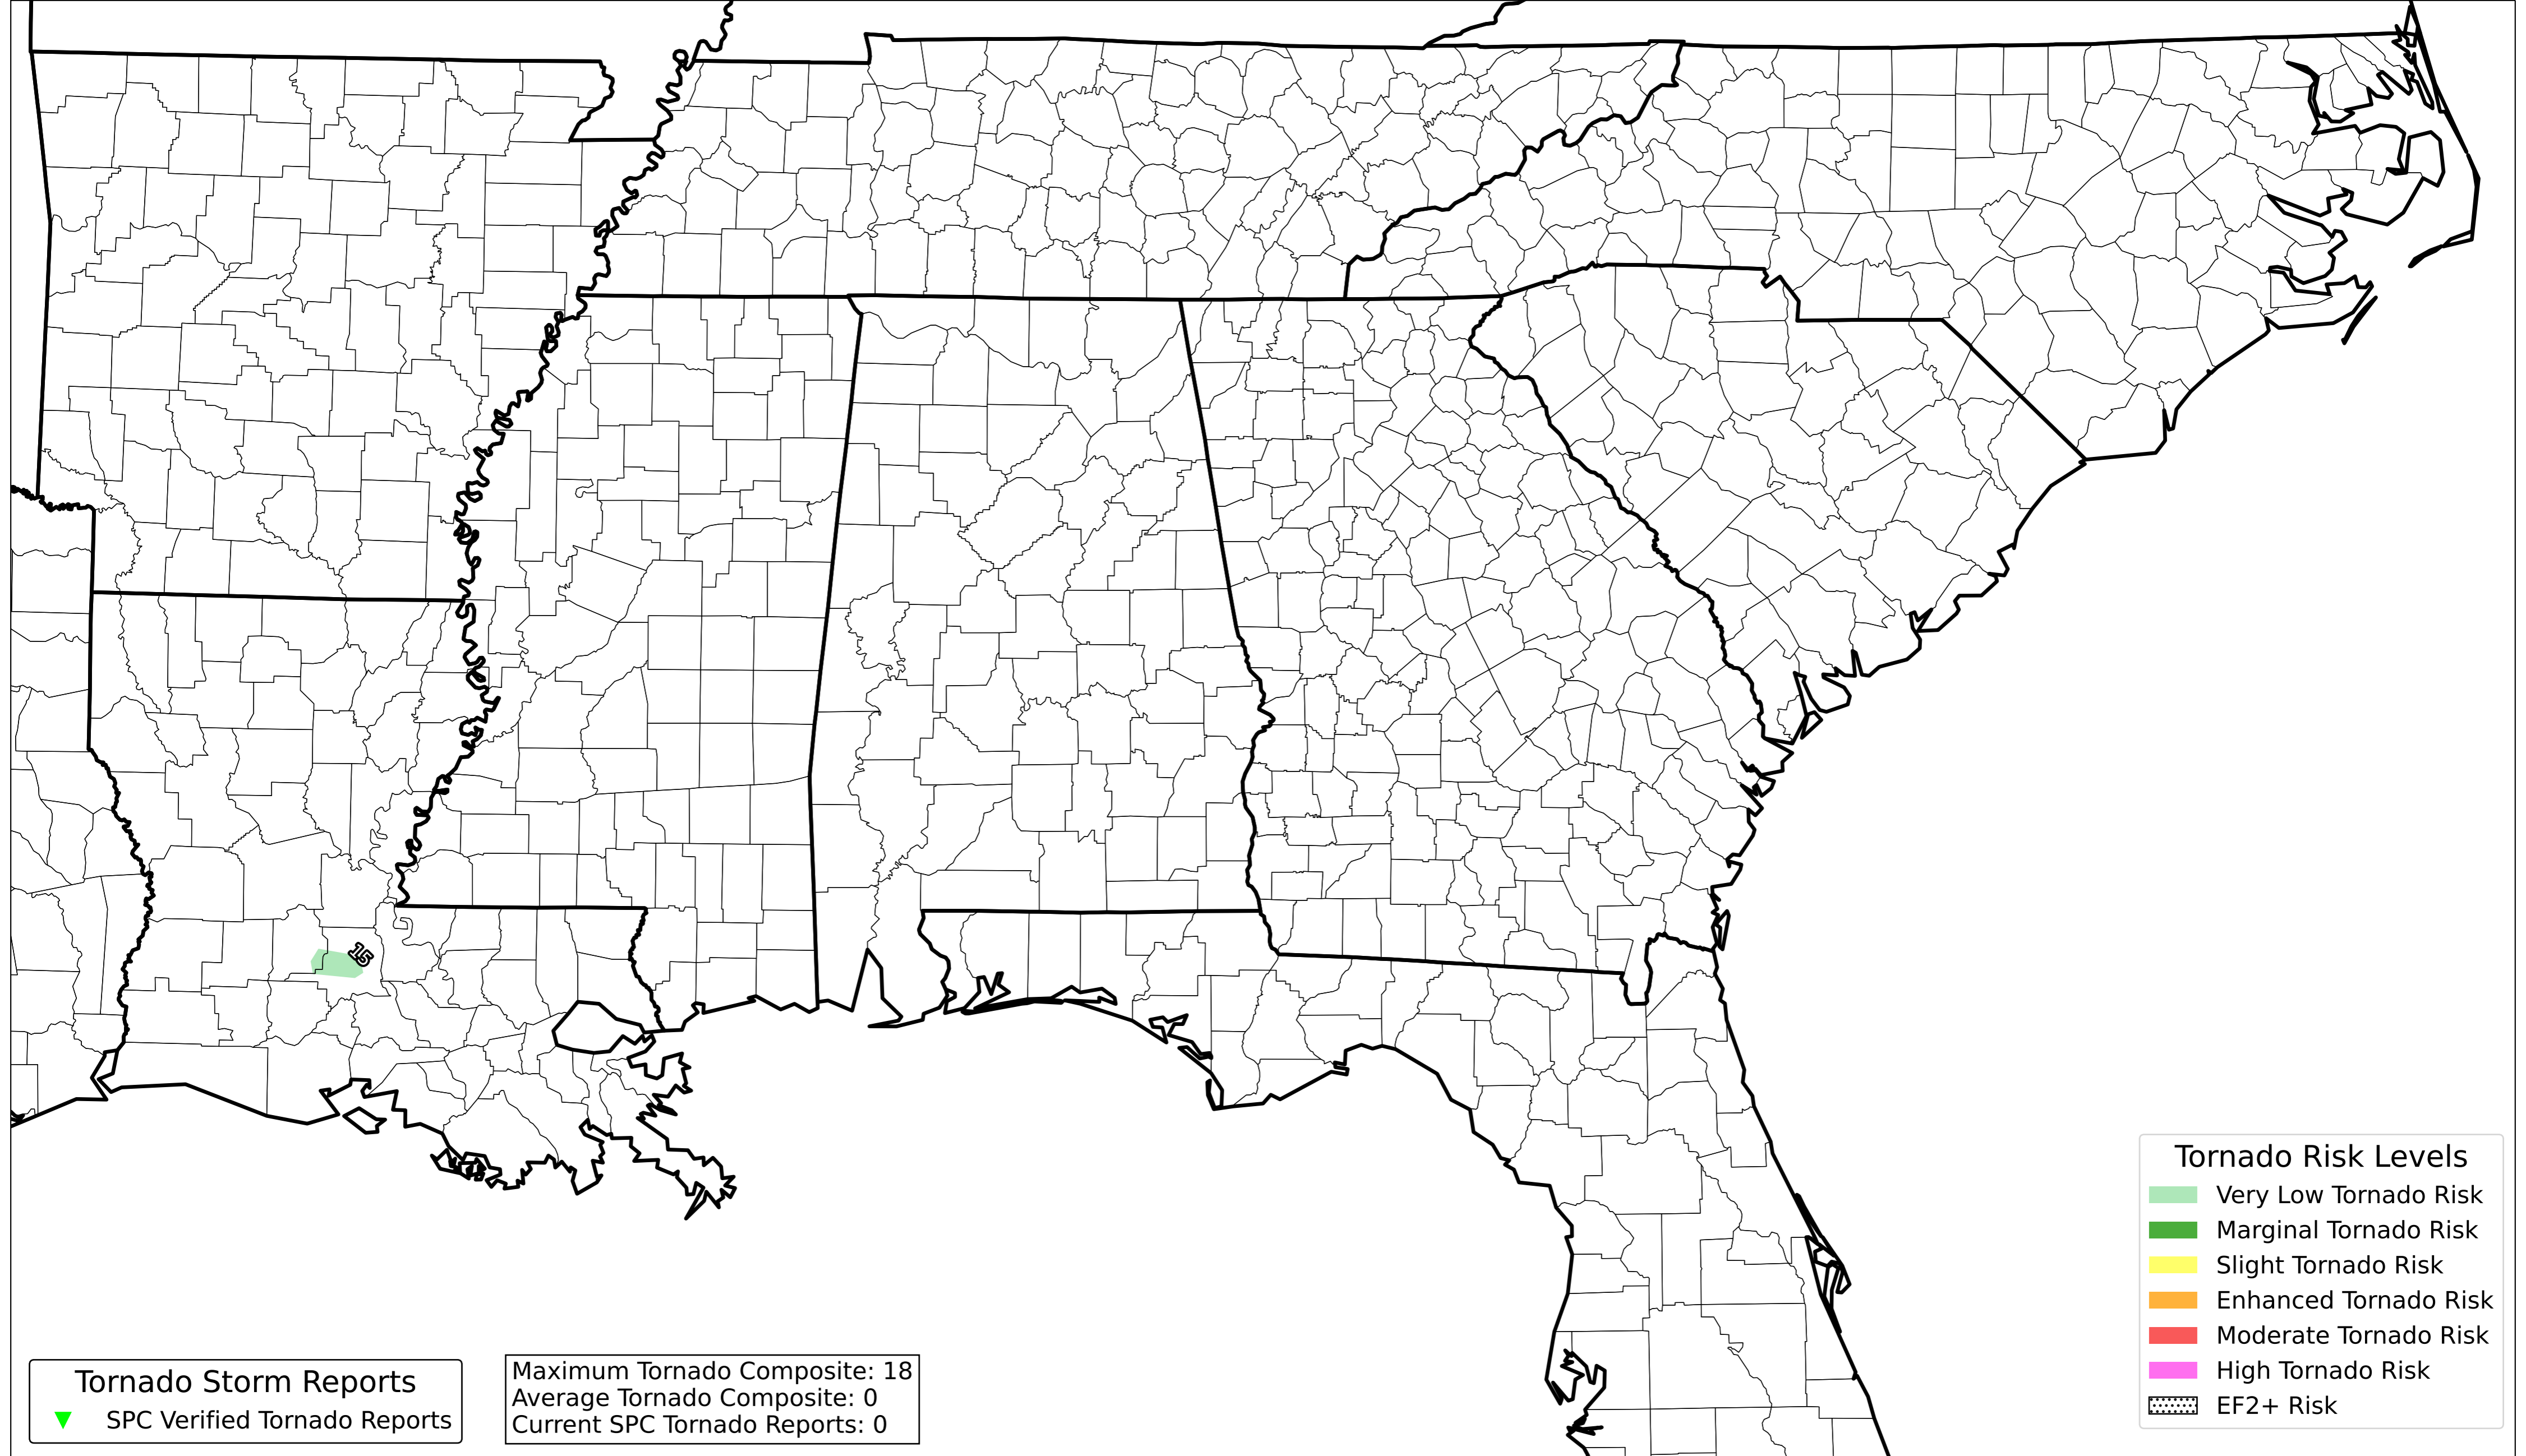 15
Tornado Storm Reports
SPC Verified Tornado Reports
Maximum Tornado Composite: 18
Average Tornado Composite: 0
Current SPC Tornado Reports: 0
Tornado Risk Levels
Very Low Tornado Risk
Marginal Tornado Risk
Slight Tornado Risk
Enhanced Tornado Risk
Moderate Tornado Risk
High Tornado Risk
EF2+ Risk